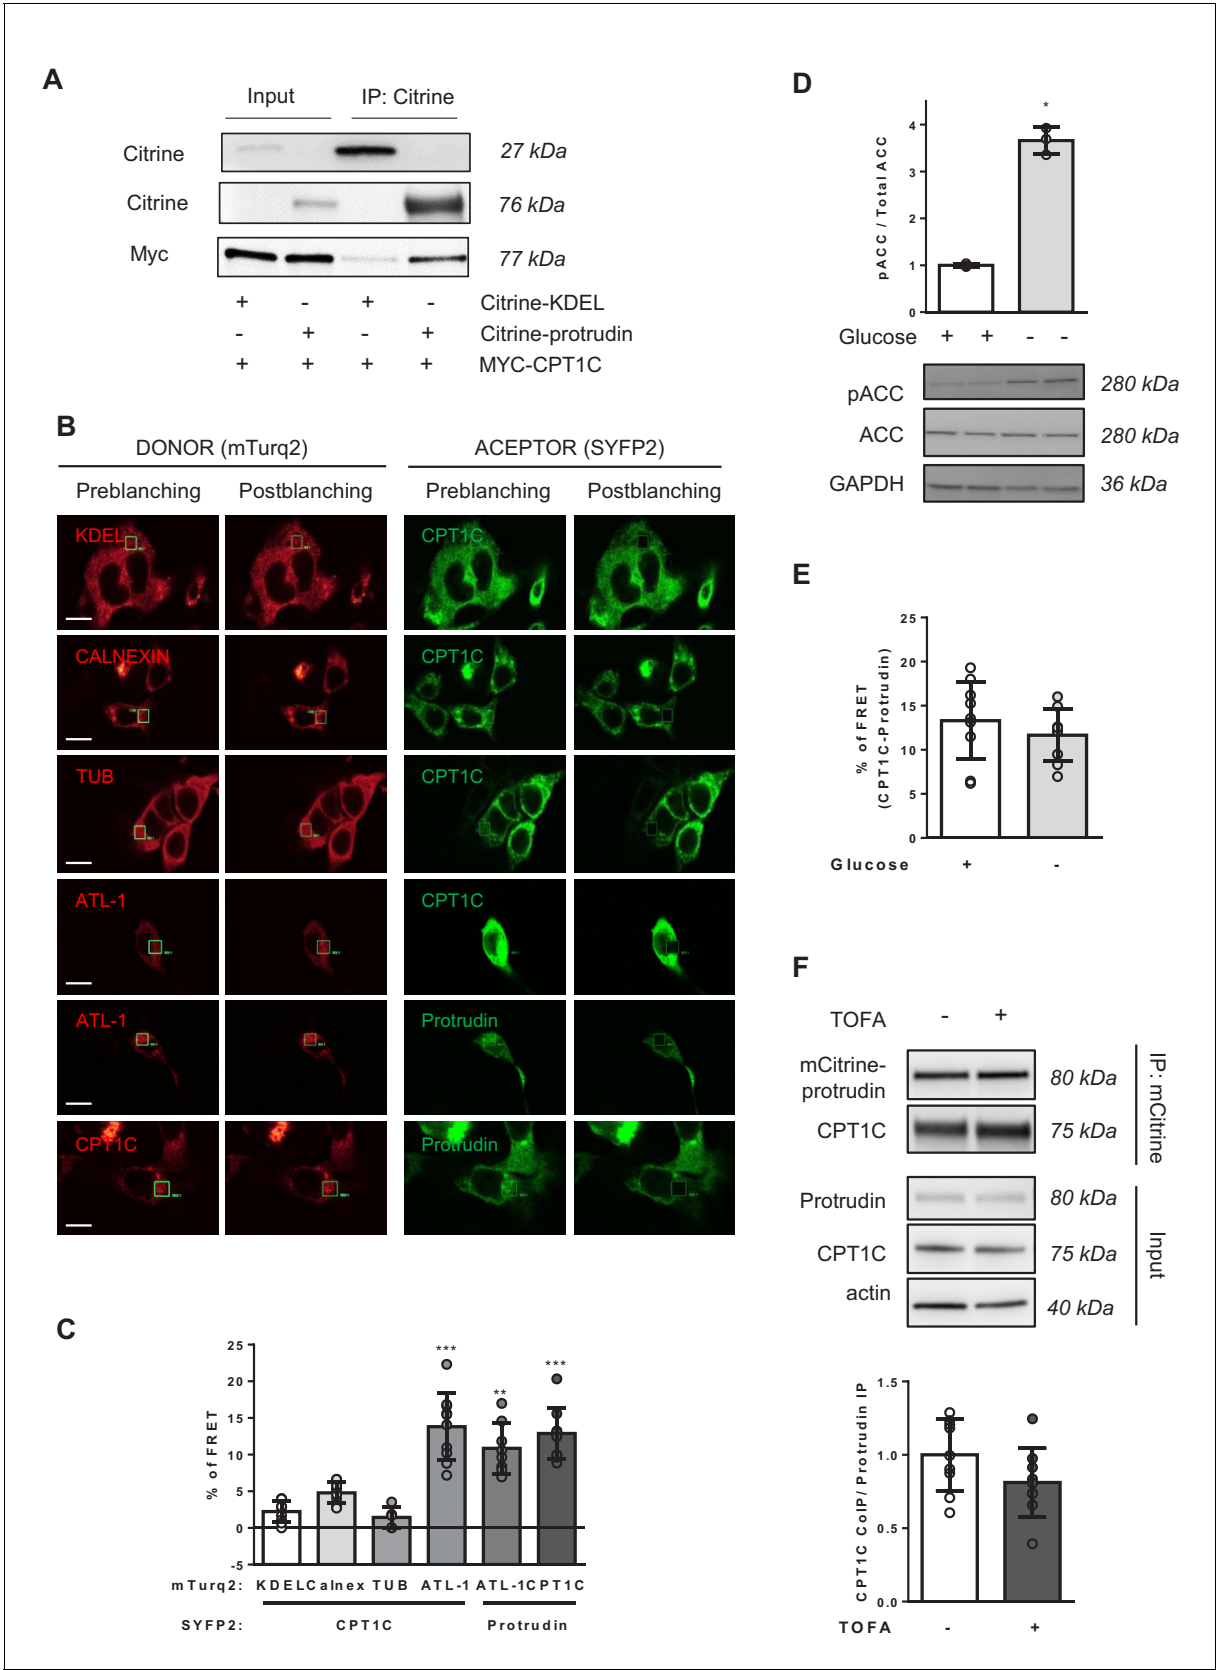 A
Input IP: Citrine
Citrine 27 kDa
Citrine 76 kDa
Myc 77 kDa
+ - + - Citrine-KDEL
- + - + Citrine-protrudin
+ + + + MYC-CPT1C
B
DONOR (mTurq2) ACEPTOR (SYFP2)
Preblanching Postblanching Preblanching Postblanching
KDEL CPT1C
CALNEXIN CPT1C
TUB CPT1C
ATL-1 CPT1C
ATL-1 Protrudin
CPT1C Protrudin
C
% of FRET
25
20
15
10
5
0
-5
***
**
***
mTurq2: KDEL Calnex TUB ATL-1 ATL-1 CPT1C
SYFP2: CPT1C Protrudin
D
pACC / Total ACC
4
3
2
1
0
*
Glucose + + - -
pACC 280 kDa
ACC 280 kDa
GAPDH 36 kDa
E
% of FRET
(CPT1C-Protrudin)
25
20
15
10
5
0
Glucose + -
F
TOFA - +
mCitrine-
protrudin 80 kDa
CPT1C 75 kDa
IP: mCitrine
Protrudin 80 kDa
CPT1C 75 kDa
actin 40 kDa
Input
CPT1C CoIP/ Protrudin IP
1.5
1.0
0.5
0.0
TOFA - +